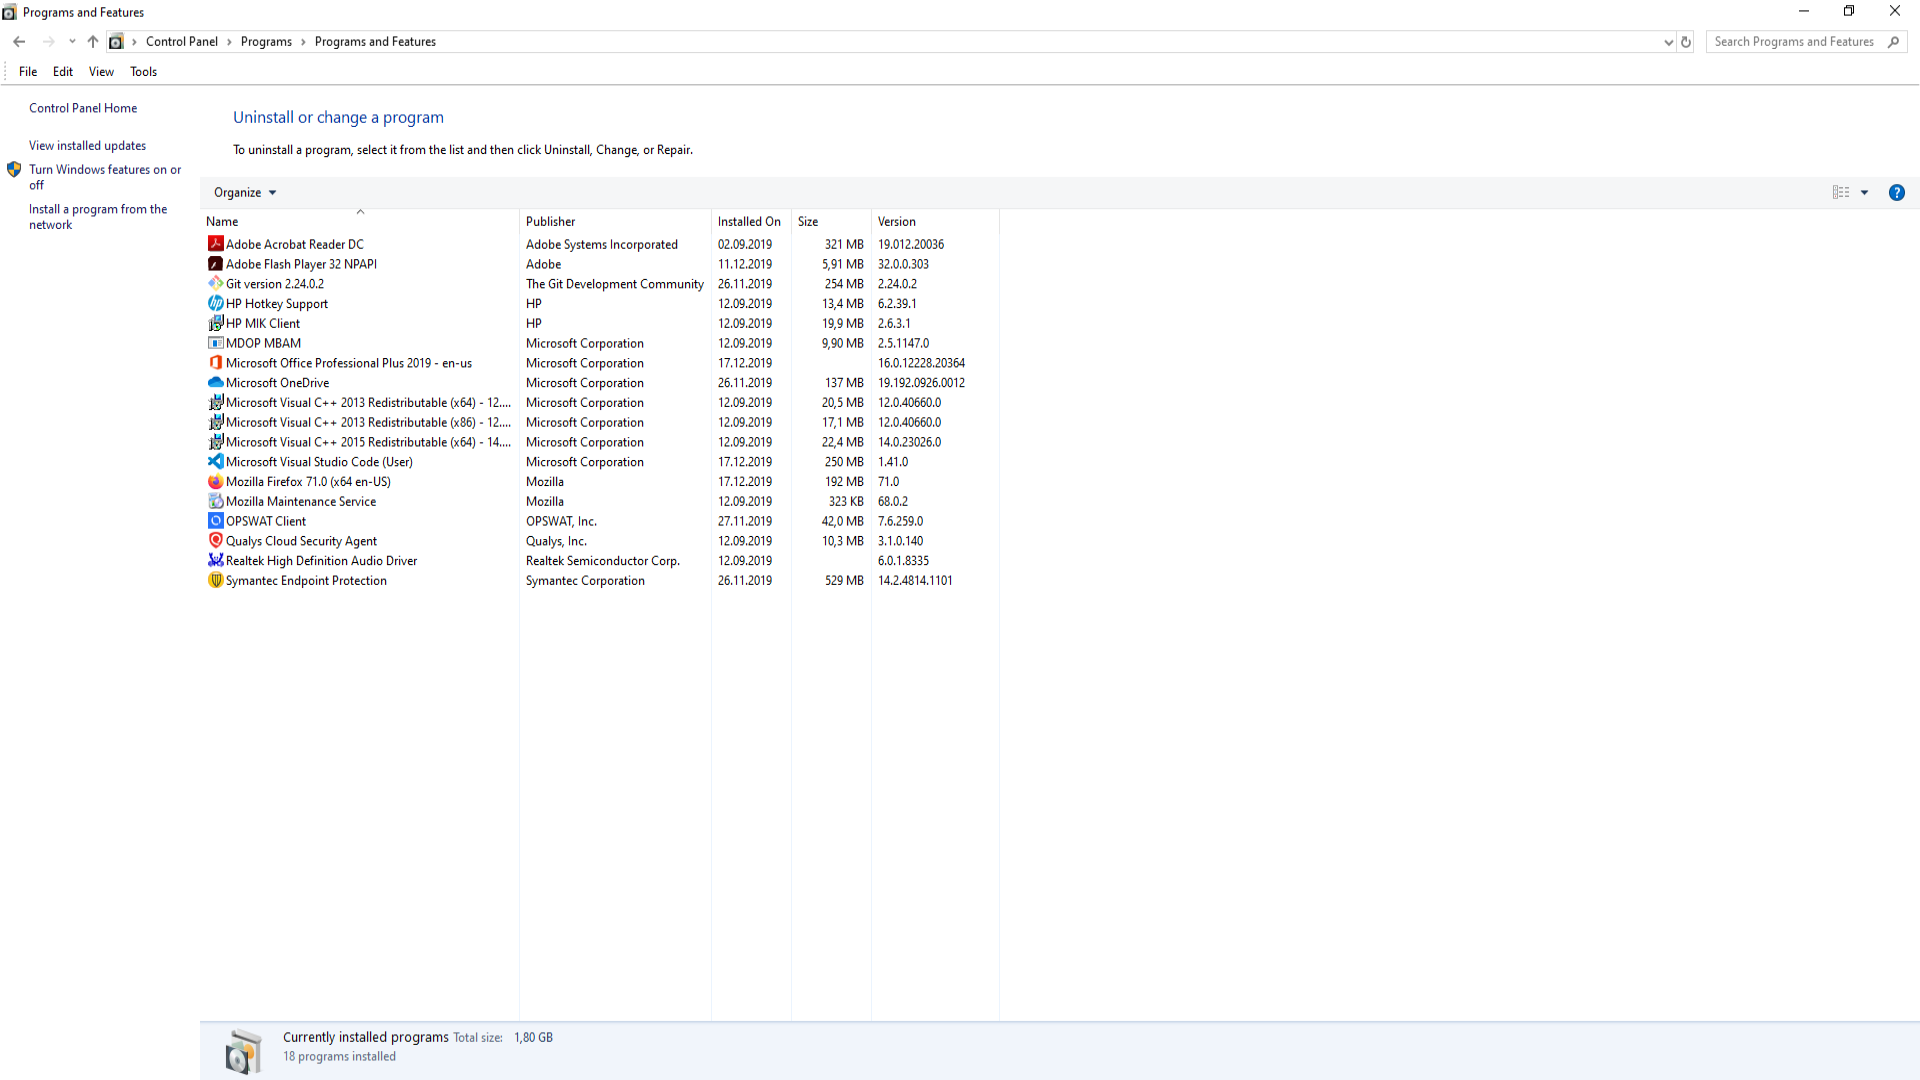 Programs and Features
Control Panel Programs Programs and Features
Search Programs and Features
File Edit View Tools
Control Panel Home
View installed updates
Turn Windows features on or
off
Install a program from the
network
Uninstall or change a program
To uninstall a program, select it from the list and then click Uninstall, Change, or Repair.
Organize
Name Publisher Installed On Size Version
Adobe Acrobat Reader DC Adobe Systems Incorporated 02.09.2019 321 MB 19.012.20036
Adobe Flash Player 32 NPAPI Adobe 11.12.2019 5,91 MB 32.0.0.303
Git version 2.24.0.2 The Git Development Community 26.11.2019 254 MB 2.24.0.2
HP Hotkey Support HP 12.09.2019 13,4 MB 6.2.39.1
HP MIK Client HP 12.09.2019 19,9 MB 2.6.3.1
MDOP MBAM Microsoft Corporation 12.09.2019 9,90 MB 2.5.1147.0
Microsoft Office Professional Plus 2019 - en-us Microsoft Corporation 17.12.2019 16.0.12228.20364
Microsoft OneDrive Microsoft Corporation 26.11.2019 137 MB 19.192.0926.0012
Microsoft Visual C++ 2013 Redistributable (x64) - 12.... Microsoft Corporation 12.09.2019 20,5 MB 12.0.40660.0
Microsoft Visual C++ 2013 Redistributable (x86) - 12.... Microsoft Corporation 12.09.2019 17,1 MB 12.0.40660.0
Microsoft Visual C++ 2015 Redistributable (x64) - 14.... Microsoft Corporation 12.09.2019 22,4 MB 14.0.23026.0
Microsoft Visual Studio Code (User) Microsoft Corporation 17.12.2019 250 MB 1.41.0
Mozilla Firefox 71.0 (x64 en-US) Mozilla 17.12.2019 192 MB 71.0
Mozilla Maintenance Service Mozilla 12.09.2019 323 KB 68.0.2
OPSWAT Client OPSWAT, Inc. 27.11.2019 42,0 MB 7.6.259.0
Qualys Cloud Security Agent Qualys, Inc. 12.09.2019 10,3 MB 3.1.0.140
Realtek High Definition Audio Driver Realtek Semiconductor Corp. 12.09.2019 6.0.1.8335
Symantec Endpoint Protection Symantec Corporation 26.11.2019 529 MB 14.2.4814.1101
Currently installed programs Total size: 1,80 GB
18 programs installed